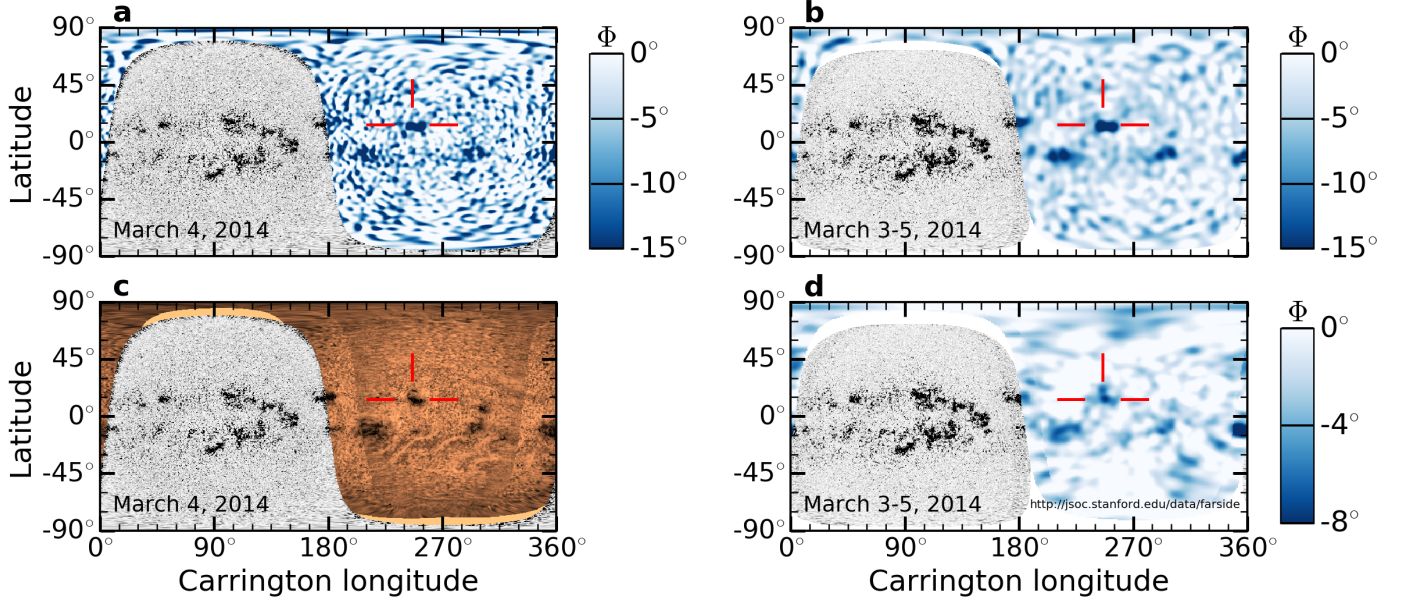 a
Φ
90°
45°
0°
-45°
-90°
Latitude
March 4, 2014
0°
-5°
-10°
-15°
b
Φ
90°
45°
0°
-45°
-90°
March 3-5, 2014
0°
-5°
-10°
-15°
c
90°
45°
0°
-45°
-90°
Latitude
March 4, 2014
0° 90° 180° 270° 360°
Carrington longitude
d
Φ
90°
45°
0°
-45°
-90°
March 3-5, 2014
http://jsoc.stanford.edu/data/farside
0°
-4°
-8°
0° 90° 180° 270° 360°
Carrington longitude